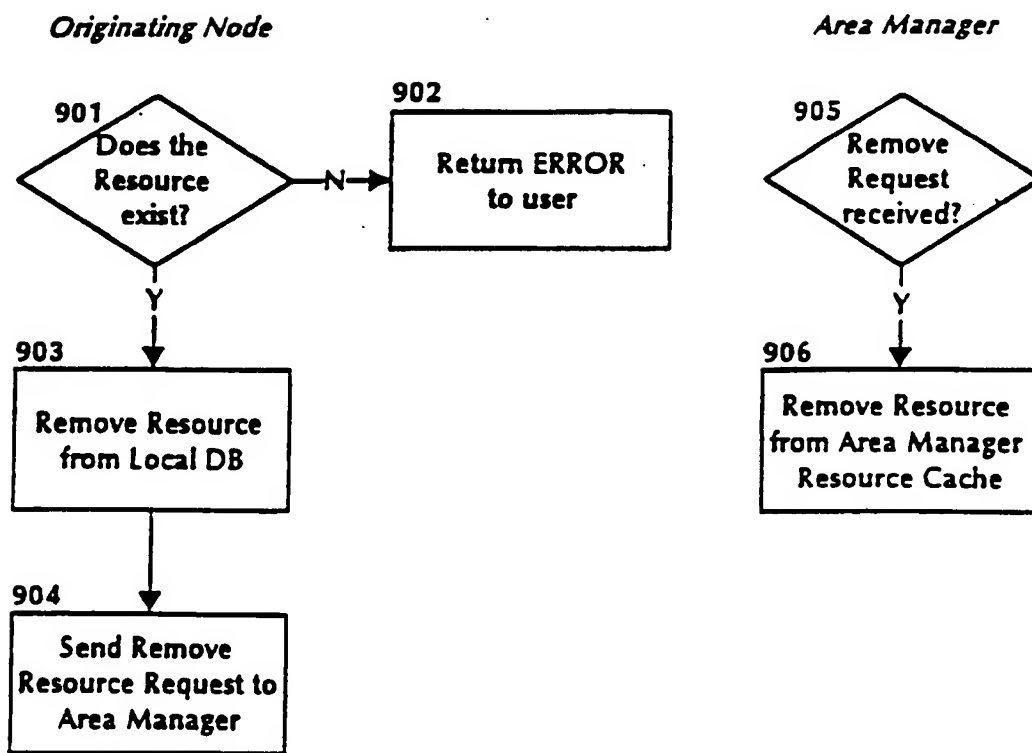 Originating Node
Area Manager
901
Does the
Resource
exist?
N
902
Return ERROR
to user
Y
903
Remove Resource
from Local DB
904
Send Remove
Resource Request to
Area Manager
905
Remove
Request
received?
Y
906
Remove Resource
from Area Manager
Resource Cache